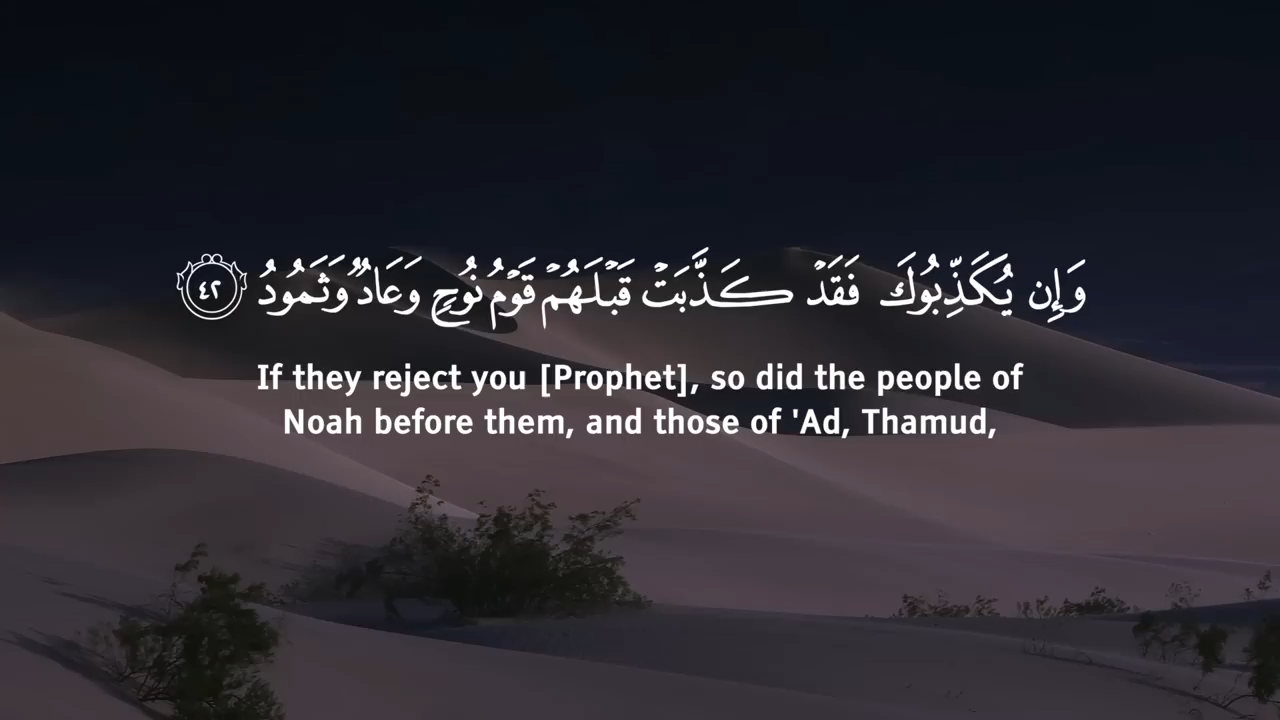 وَإِن يُكَذِّبُوكَ فَقَدْ كَذَّبَتْ قَبْلَهُمْ قَوْمُ نُوحٍ وَعَادٌ وَثَمُودُ ٤٢
If they reject you [Prophet], so did the people of
Noah before them, and those of 'Ad, Thamud,